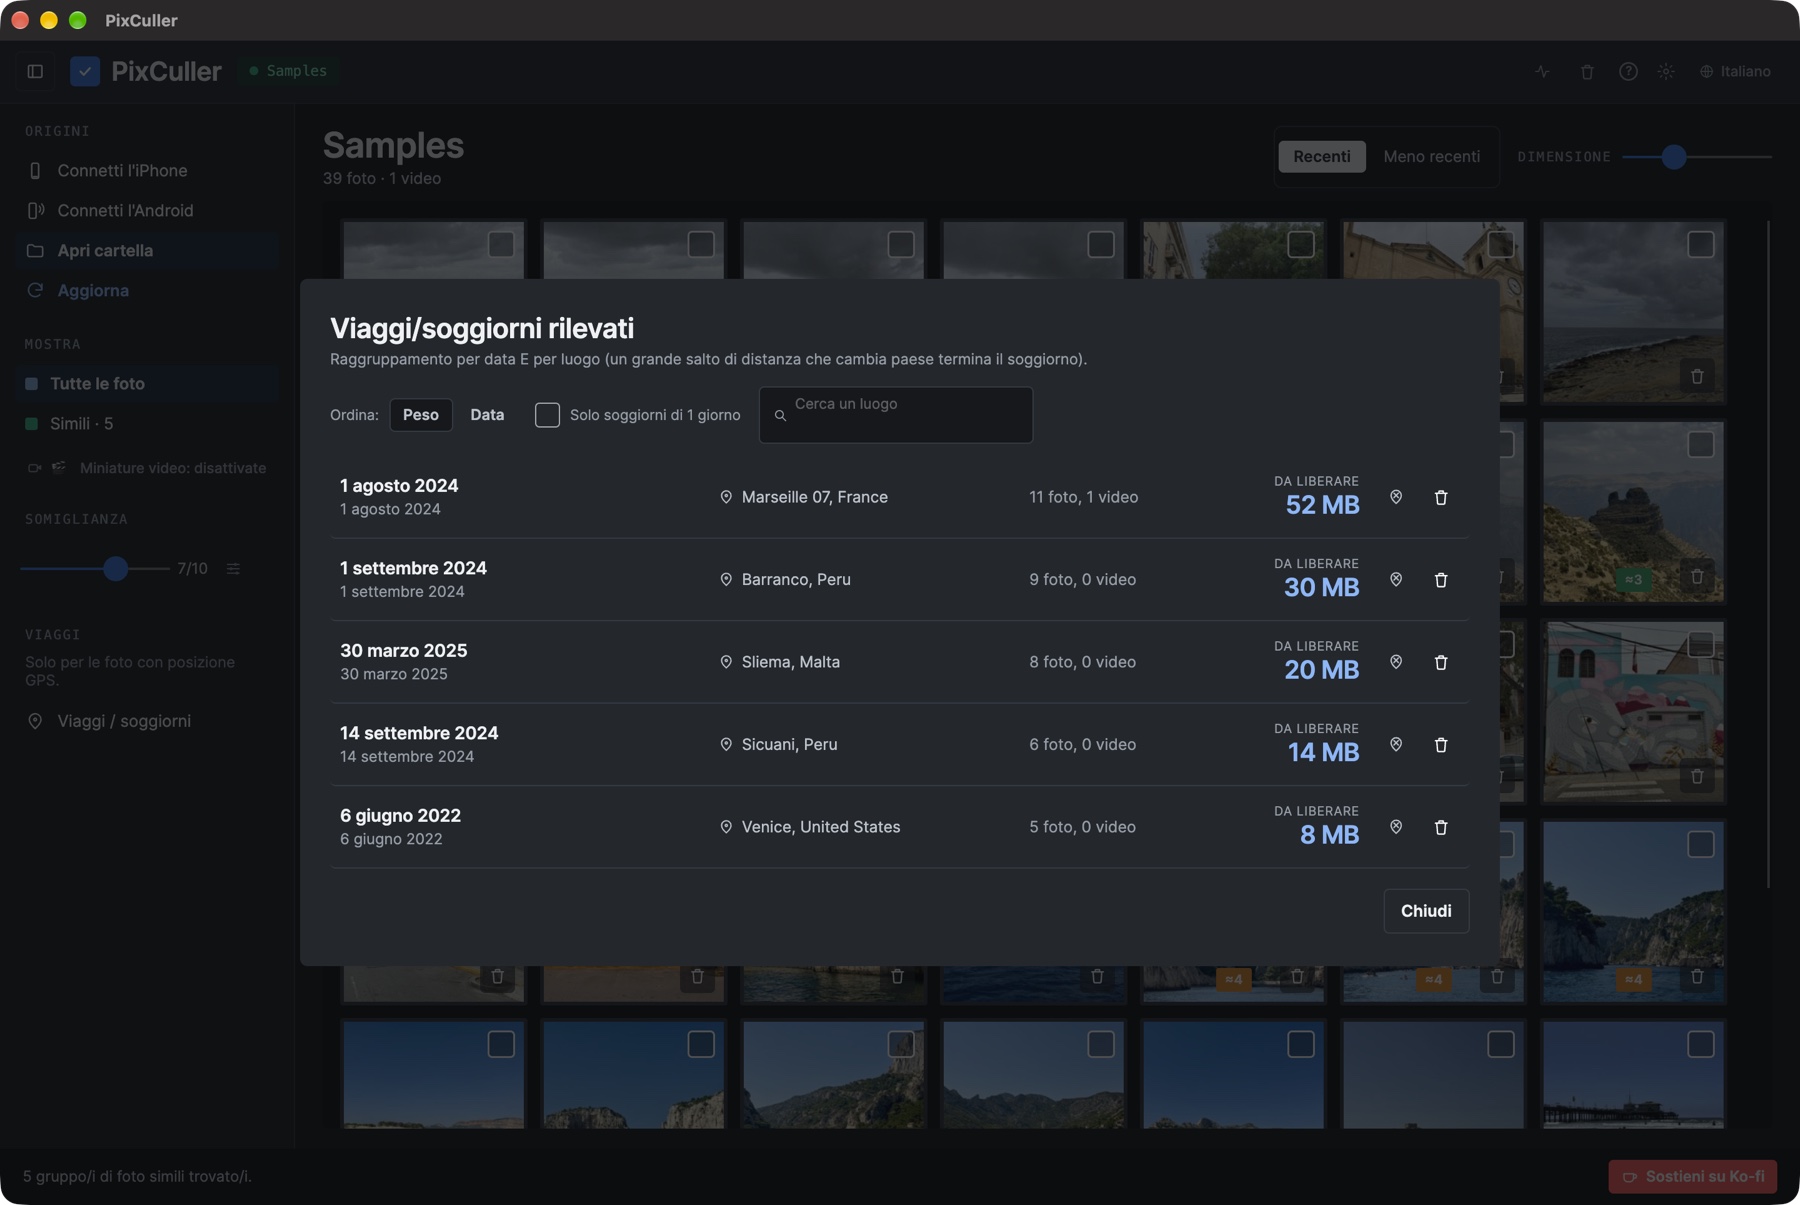 PixCuller
PixCuller
Samples
Italiano
ORIGINI
Connetti l'iPhone
Connetti l'Android
Apri cartella
Aggiorna
MOSTRA
Tutte le foto
Simili · 5
Miniature video: disattivate
SOMIGLIANZA
7/10
VIAGGI
Solo per le foto con posizione
GPS.
Viaggi / soggiorni
Samples
39 foto · 1 video
Recenti
Meno recenti
DIMENSIONE
Viaggi/soggiorni rilevati
Raggruppamento per data E per luogo (un grande salto di distanza che cambia paese termina il soggiorno).
Ordina:
Peso
Data
Solo soggiorni di 1 giorno
Cerca un luogo
1 agosto 2024
1 agosto 2024
Marseille 07, France
11 foto, 1 video
DA LIBERARE
52 MB
1 settembre 2024
1 settembre 2024
Barranco, Peru
9 foto, 0 video
DA LIBERARE
30 MB
30 marzo 2025
30 marzo 2025
Sliema, Malta
8 foto, 0 video
DA LIBERARE
20 MB
14 settembre 2024
14 settembre 2024
Sicuani, Peru
6 foto, 0 video
DA LIBERARE
14 MB
6 giugno 2022
6 giugno 2022
Venice, United States
5 foto, 0 video
DA LIBERARE
8 MB
Chiudi
≈3
≈4
≈4
≈4
5 gruppo/i di foto simili trovato/i.
Sostieni su Ko-fi